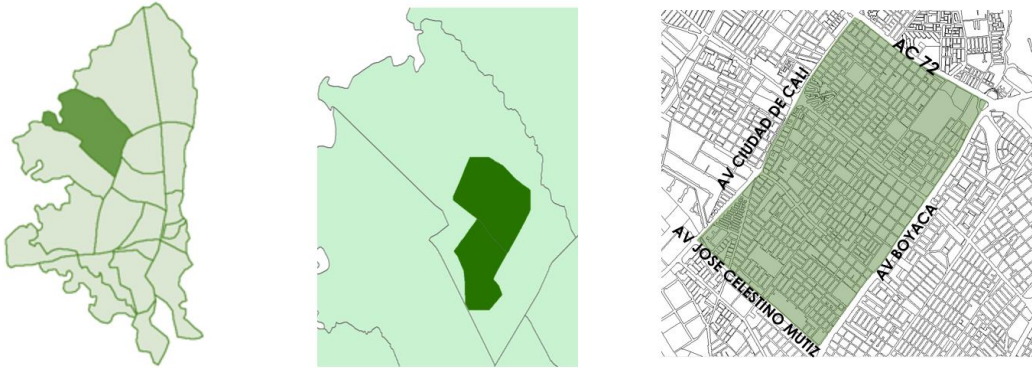 AC 72
AV CIUDAD DE CALI
AV BOYACA
AV JOSE CELESTINO MUTIZ